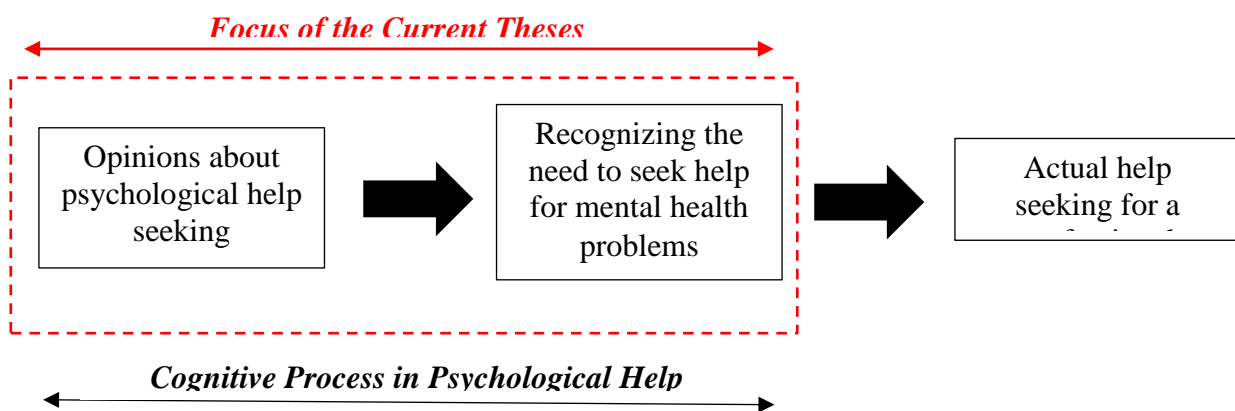 Focus of the Current Theses
Opinions about
psychological help
seeking
Recognizing the
need to seek help
for mental health
problems
Actual help
seeking for a
Cognitive Process in Psychological Help